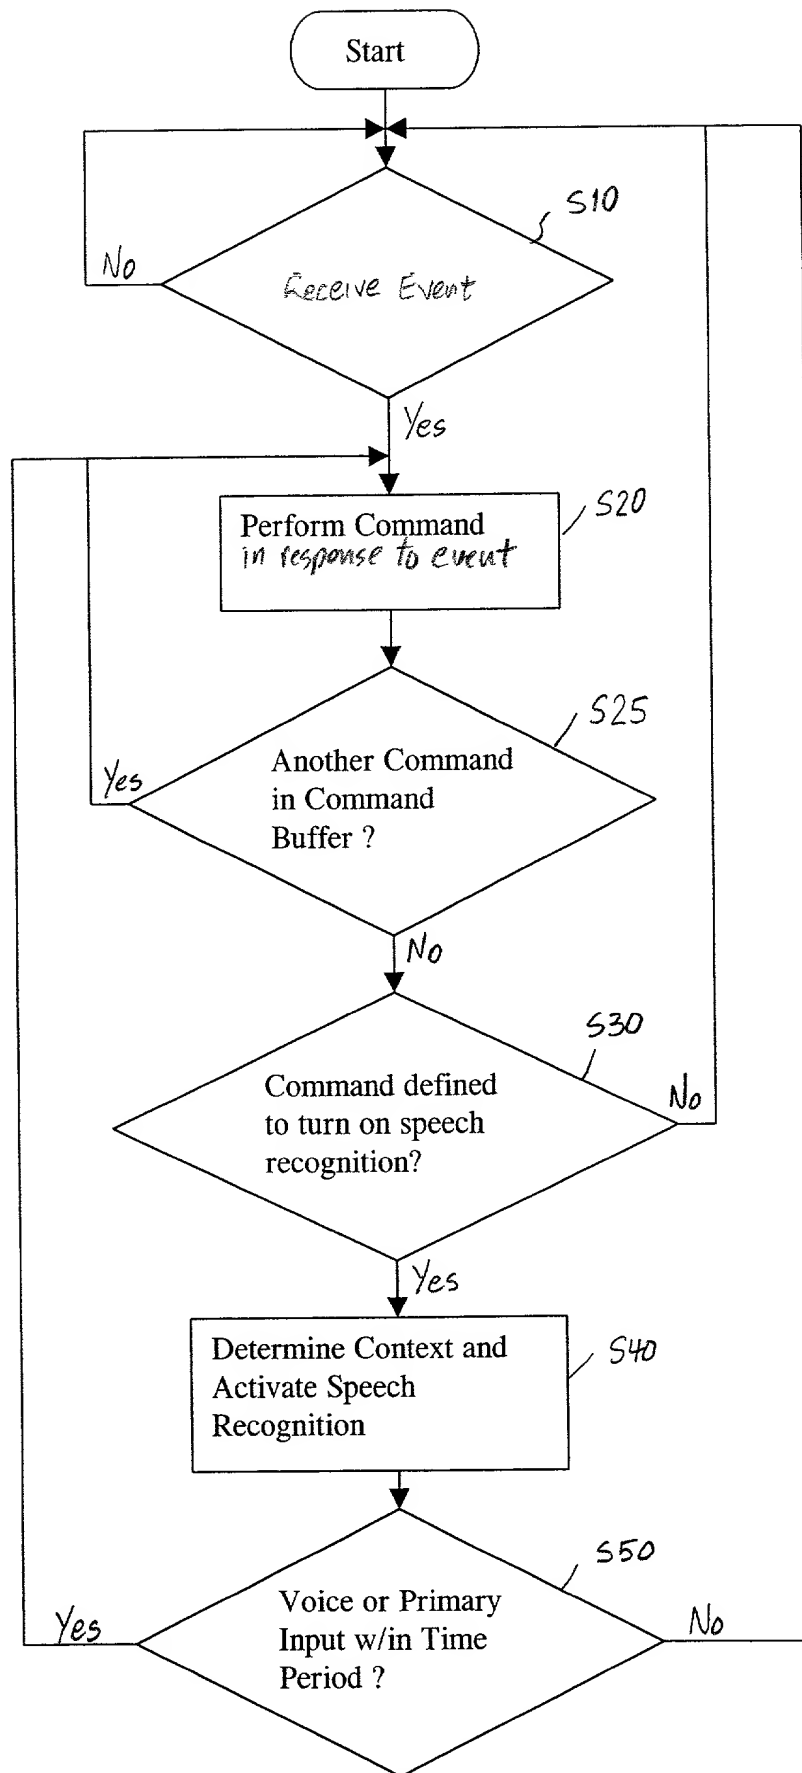 Start
S10
No
Receive Event
Yes
S20
Perform Command
in response to event
S25
Another Command
in Command
Buffer ?
Yes
No
S30
Command defined
to turn on speech
recognition?
No
Yes
Determine Context and
Activate Speech
Recognition
S40
S50
Voice or Primary
Input w/in Time
Period ?
Yes
No